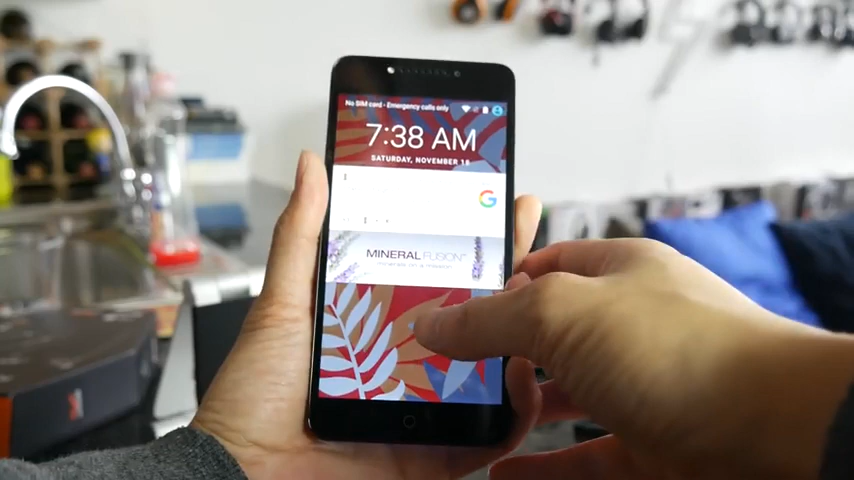 No SIM card - Emergency calls only
7:38 AM
SATURDAY, NOVEMBER 18
G
MINERAL FUSION